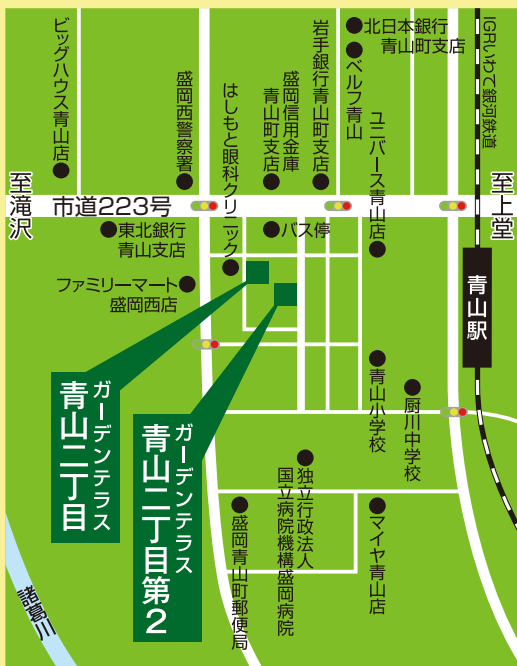 ビッグハウス青山店
盛岡西警察署
はしもと眼科クリニック
盛岡信用金庫
青山町支店
岩手銀行青山町支店
北日本銀行
青山町支店
ベルフ青山
ユニバース青山店
IGRいわて銀河鉄道
至滝沢
市道223号
至上堂
東北銀行
青山支店
バス停
ファミリーマート
盛岡西店
青山駅
ガーデンテラス
青山二丁目
ガーデンテラス
青山二丁目第2
青山小学校
厨川中学校
独立行政法人
国立病院機構盛岡病院
マイヤ青山店
盛岡青山町郵便局
諸葛川